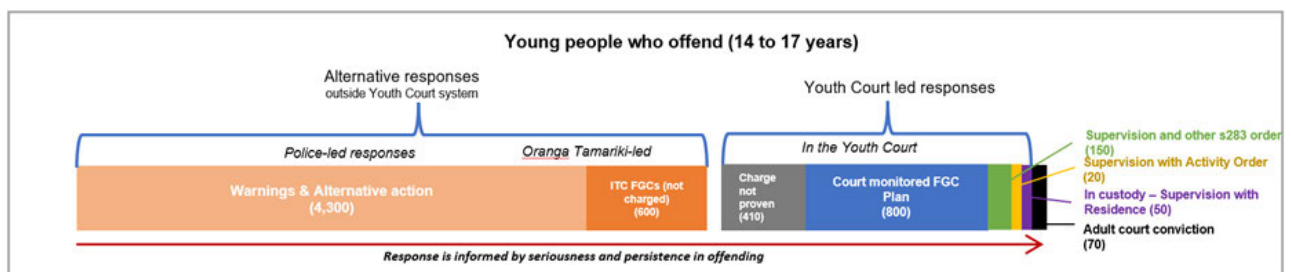 Young people who offend (14 to 17 years)
Alternative responses
outside Youth Court system
Youth Court led responses
Police-led responses
Oranga Tamariki-led
In the Youth Court
Warnings & Alternative action
(4,300)
ITC FGCs (not
charged)
(600)
Charge
not
proven
(410)
Court monitored FGC
Plan
(800)
Supervision and other s283 order
(150)
Supervision with Activity Order
(20)
In custody – Supervision with
Residence (50)
Adult court conviction
(70)
Response is informed by seriousness and persistence in offending